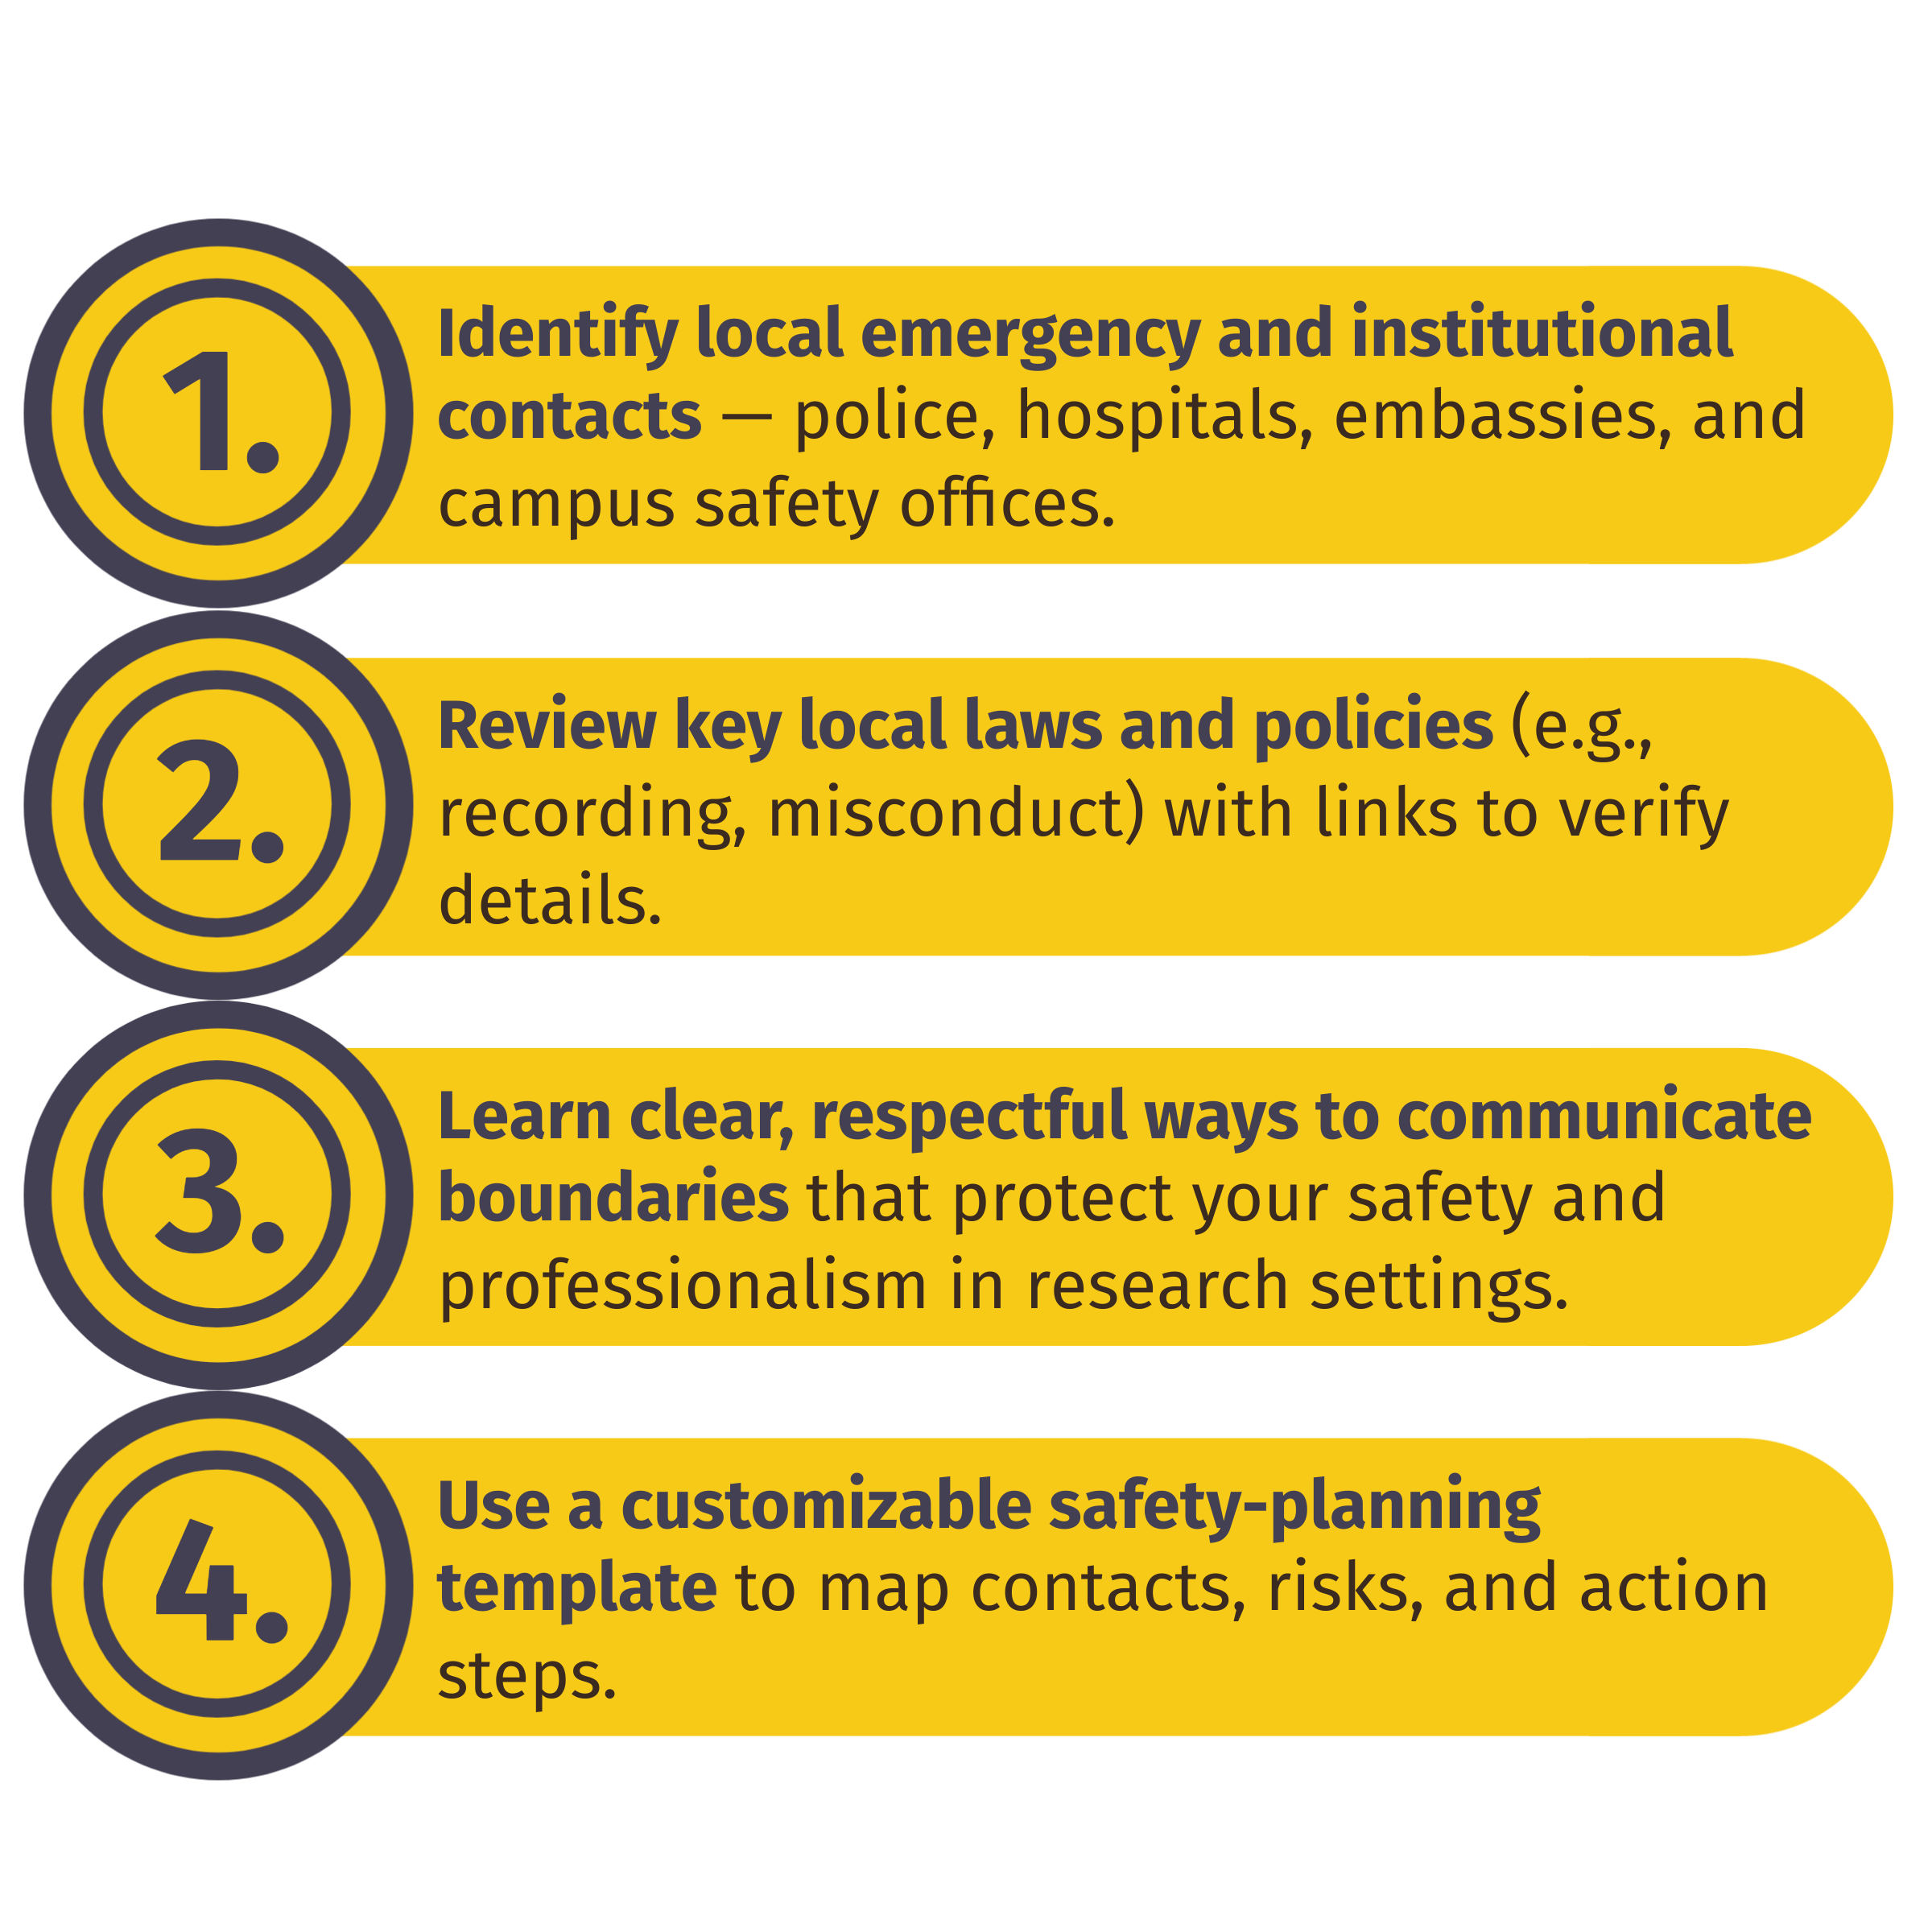 1.
Identify local emergency and institutional
contacts — police, hospitals, embassies, and
campus safety offices.
2.
Review key local laws and policies (e.g.,
recording, misconduct) with links to verify
details.
3.
Learn clear, respectful ways to communicate
boundaries that protect your safety and
professionalism in research settings.
4.
Use a customizable safety-planning
template to map contacts, risks, and action
steps.